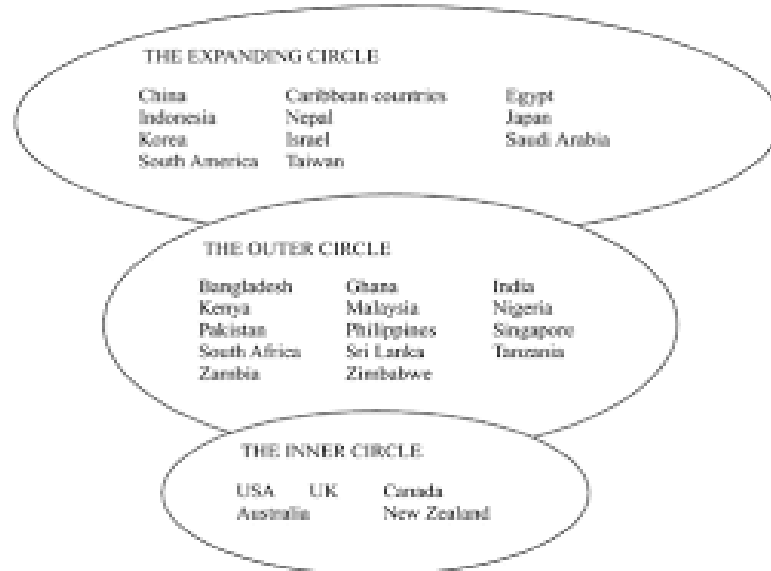 THE EXPANDING CIRCLE
China Caribbean countries Egypt
Indonesia Nepal Japan
Korea Israel Saudi Arabia
South America Taiwan
THE OUTER CIRCLE
Bangladesh Ghana India
Kenya Malaysia Nigeria
Pakistan Philippines Singapore
South Africa Sri Lanka Tanzania
Zambia Zimbabwe
THE INNER CIRCLE
USA UK Canada
Australia New Zealand